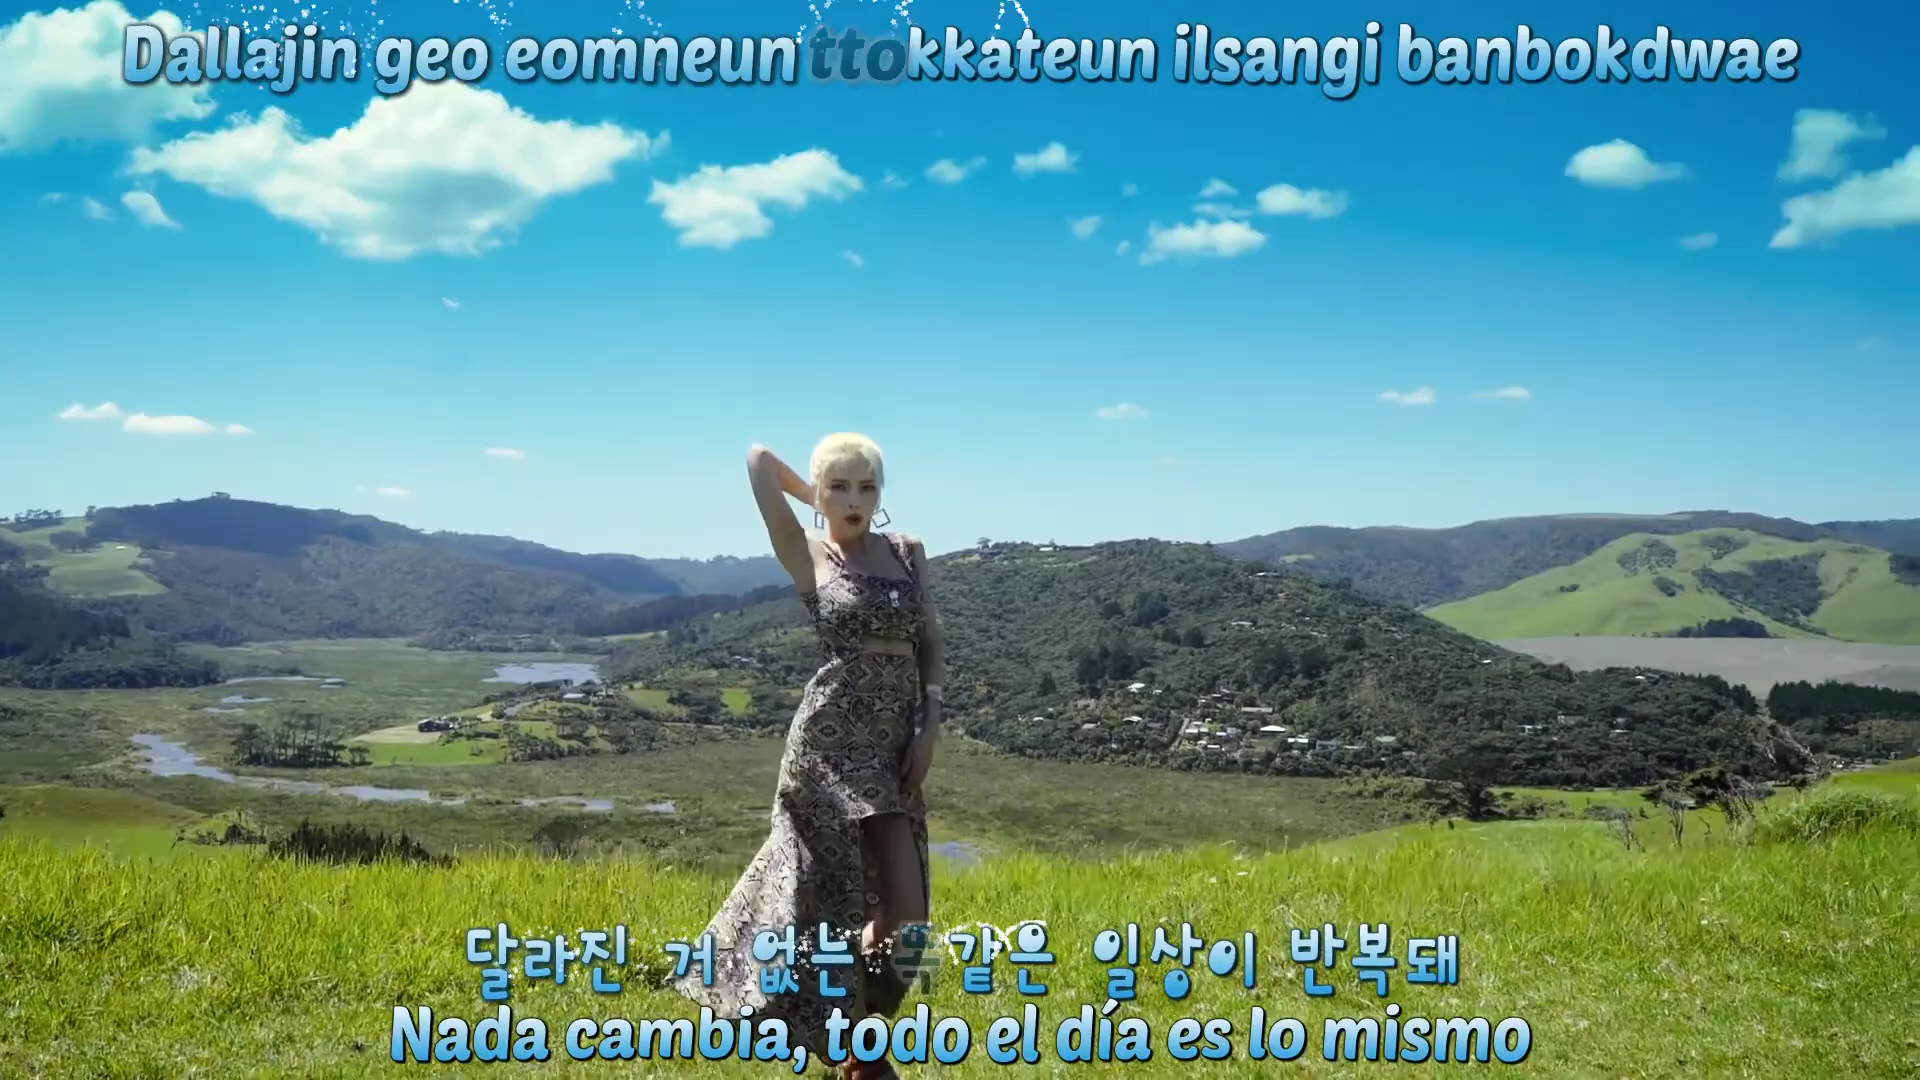 Dallajin geo eomneun ttokkateun ilsangi banbokdwae
달라진 거 없는 똑같은 일상이 반복돼
Nada cambia, todo el día es lo mismo